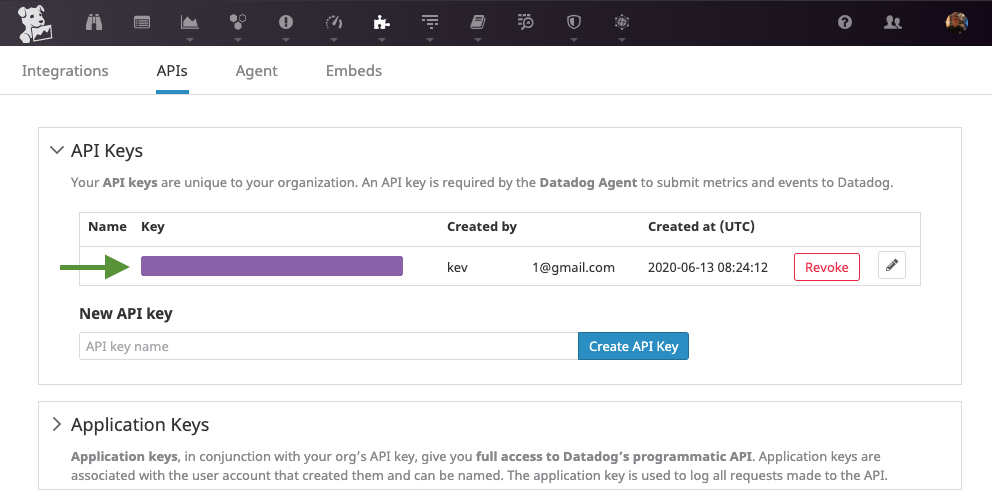 Integrations APIs Agent Embeds
API Keys
Your API keys are unique to your organization. An API key is required by the Datadog Agent to submit metrics and events to Datadog.
Name Key Created by Created at (UTC)
kev 1@gmail.com 2020-06-13 08:24:12 Revoke
New API key
API key name Create API Key
Application Keys
Application keys, in conjunction with your org's API key, give you full access to Datadog's programmatic API. Application keys are
associated with the user account that created them and can be named. The application key is used to log all requests made to the API.